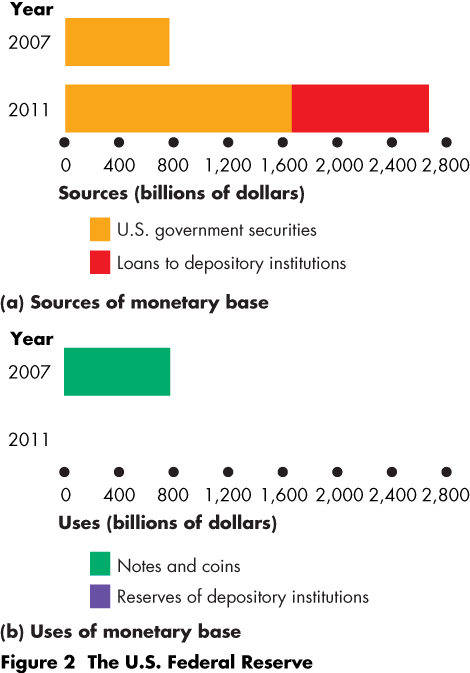 Year
2007
2011
0 400 800 1,200 1,600 2,000 2,400 2,800
Sources (billions of dollars)
U.S. government securities
Loans to depository institutions
(a) Sources of monetary base
Year
2007
2011
0 400 800 1,200 1,600 2,000 2,400 2,800
Uses (billions of dollars)
Notes and coins
Reserves of depository institutions
(b) Uses of monetary base
Figure 2 The U.S. Federal Reserve